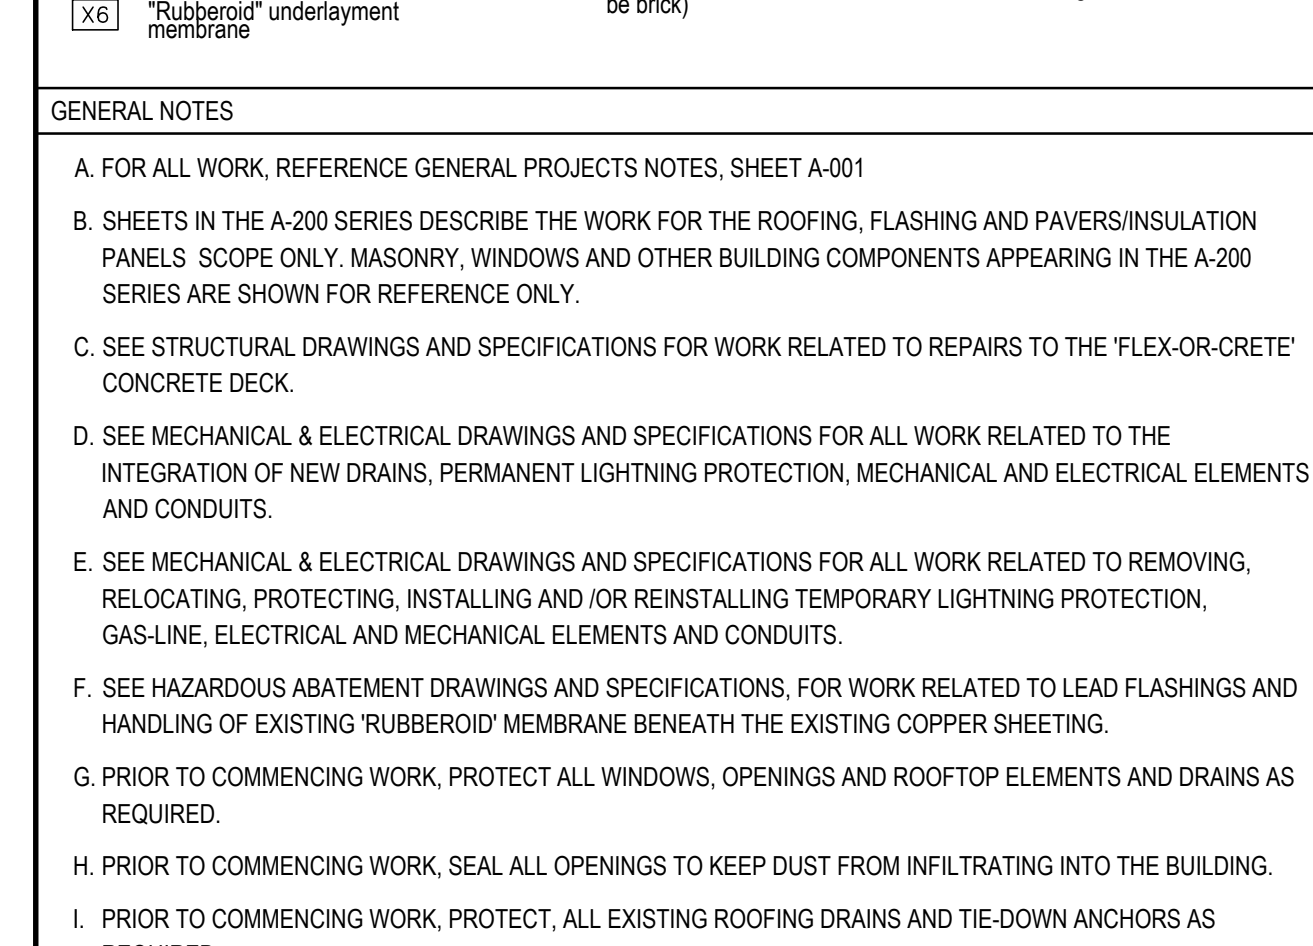 X6 "Rubberoid" underlayment
membrane
be brick)
GENERAL NOTES
A. FOR ALL WORK, REFERENCE GENERAL PROJECTS NOTES, SHEET A-001
B. SHEETS IN THE A-200 SERIES DESCRIBE THE WORK FOR THE ROOFING, FLASHING AND PAVERS/INSULATION
PANELS SCOPE ONLY. MASONRY, WINDOWS AND OTHER BUILDING COMPONENTS APPEARING IN THE A-200
SERIES ARE SHOWN FOR REFERENCE ONLY.
C. SEE STRUCTURAL DRAWINGS AND SPECIFICATIONS FOR WORK RELATED TO REPAIRS TO THE 'FLEX-OR-CRETE'
CONCRETE DECK.
D. SEE MECHANICAL & ELECTRICAL DRAWINGS AND SPECIFICATIONS FOR ALL WORK RELATED TO THE
INTEGRATION OF NEW DRAINS, PERMANENT LIGHTNING PROTECTION, MECHANICAL AND ELECTRICAL ELEMENTS
AND CONDUITS.
E. SEE MECHANICAL & ELECTRICAL DRAWINGS AND SPECIFICATIONS FOR ALL WORK RELATED TO REMOVING,
RELOCATING, PROTECTING, INSTALLING AND /OR REINSTALLING TEMPORARY LIGHTNING PROTECTION,
GAS-LINE, ELECTRICAL AND MECHANICAL ELEMENTS AND CONDUITS.
F. SEE HAZARDOUS ABATEMENT DRAWINGS AND SPECIFICATIONS, FOR WORK RELATED TO LEAD FLASHINGS AND
HANDLING OF EXISTING 'RUBBEROID' MEMBRANE BENEATH THE EXISTING COPPER SHEETING.
G. PRIOR TO COMMENCING WORK, PROTECT ALL WINDOWS, OPENINGS AND ROOFTOP ELEMENTS AND DRAINS AS
REQUIRED.
H. PRIOR TO COMMENCING WORK, SEAL ALL OPENINGS TO KEEP DUST FROM INFILTRATING INTO THE BUILDING.
I. PRIOR TO COMMENCING WORK, PROTECT, ALL EXISTING ROOFING DRAINS AND TIE-DOWN ANCHORS AS